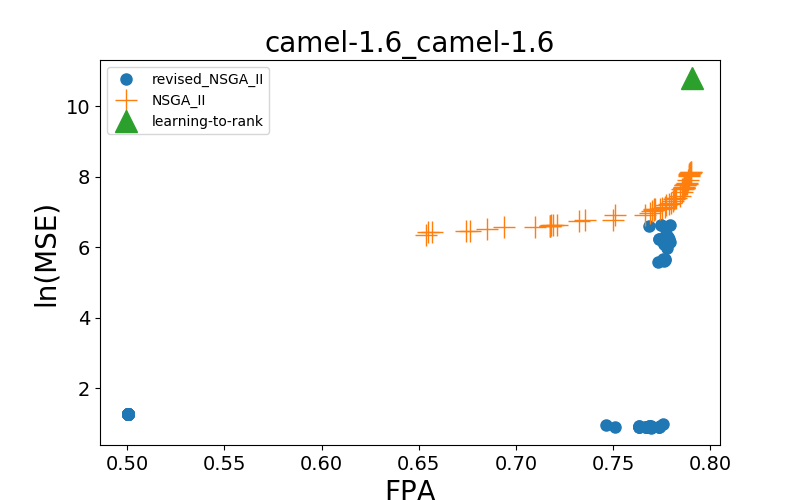 camel-1.6_camel-1.6
revised_NSGA_II
NSGA_II
learning-to-rank
ln(MSE)
10
8
6
4
2
0.50 0.55 0.60 0.65 0.70 0.75 0.80
FPA